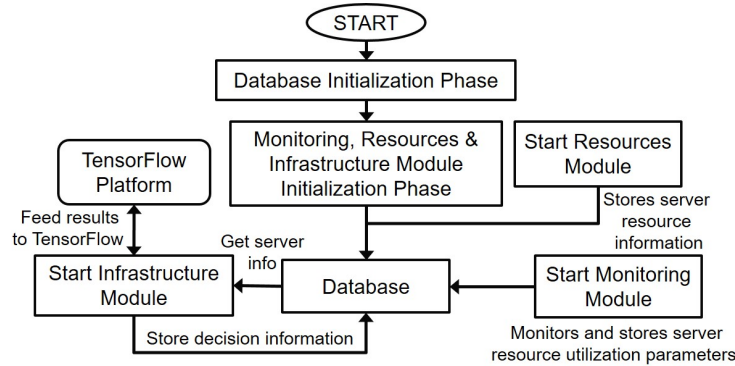 START
Database Initialization Phase
Monitoring, Resources &
Infrastructure Module
Initialization Phase
Start Resources
Module
TensorFlow
Platform
Stores server
resource
information
Feed results
to TensorFlow
Get server
info
Start Infrastructure
Module
Database
Start Monitoring
Module
Store decision information
Monitors and stores server
resource utilization parameters